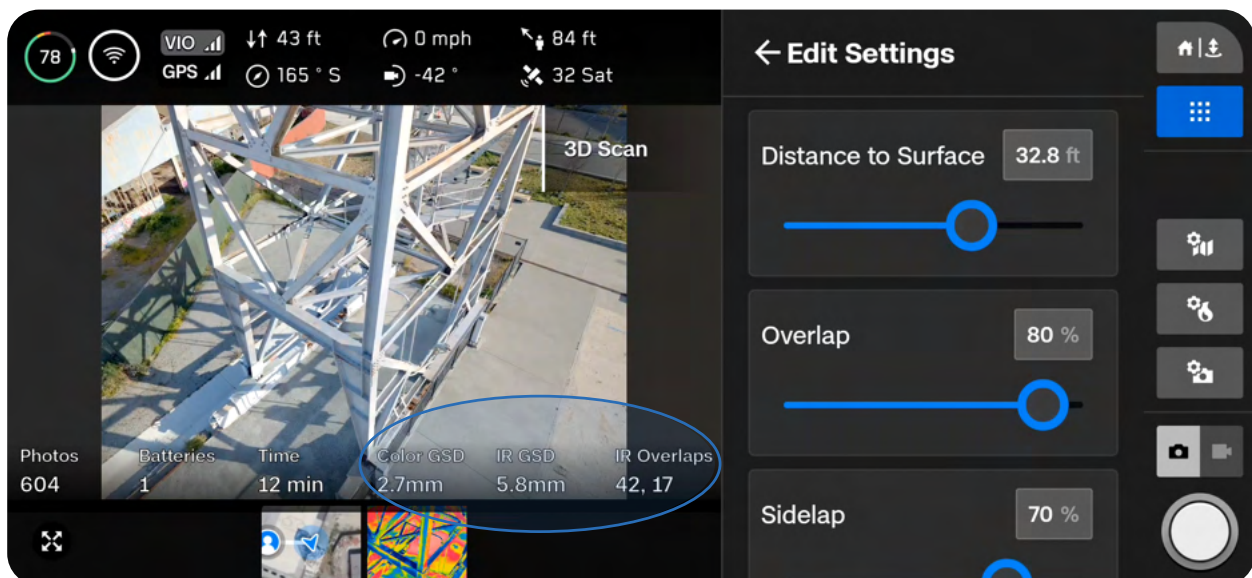 78
VIO
GPS
43 ft
0 mph
84 ft
165 ° S
-42 °
32 Sat
3D Scan
Photos Batteries Time Color GSD IR GSD IR Overlaps
604 1 12 min 2.7mm 5.8mm 42, 17
Edit Settings
Distance to Surface 32.8 ft
Overlap 80 %
Sidelap 70 %